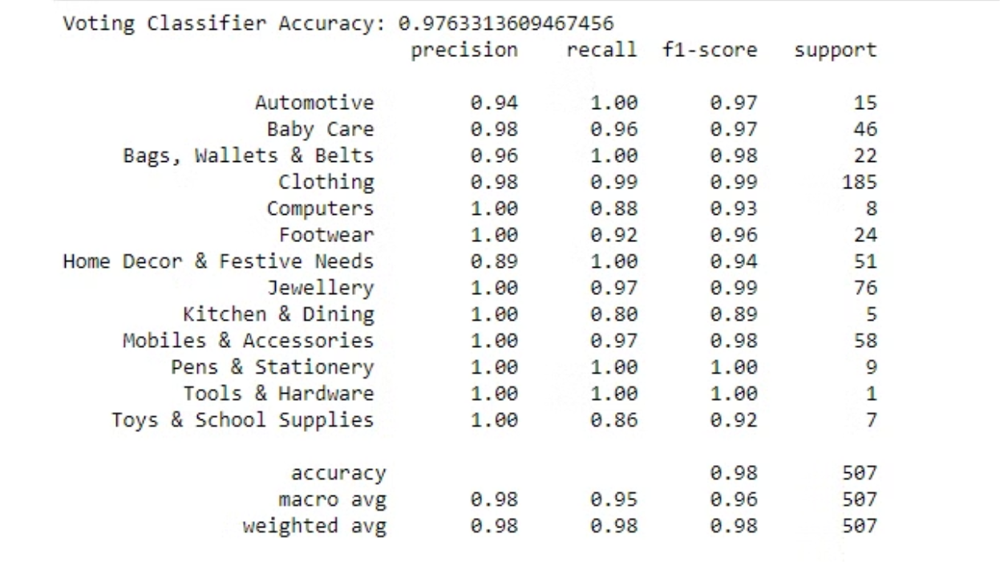 Voting Classifier Accuracy: 0.9763313609467456
precision recall f1-score support
Automotive 0.94 1.00 0.97 15
Baby Care 0.98 0.96 0.97 46
Bags, Wallets & Belts 0.96 1.00 0.98 22
Clothing 0.98 0.99 0.99 185
Computers 1.00 0.88 0.93 8
Footwear 1.00 0.92 0.96 24
Home Decor & Festive Needs 0.89 1.00 0.94 51
Jewellery 1.00 0.97 0.99 76
Kitchen & Dining 1.00 0.80 0.89 5
Mobiles & Accessories 1.00 0.97 0.98 58
Pens & Stationery 1.00 1.00 1.00 9
Tools & Hardware 1.00 1.00 1.00 1
Toys & School Supplies 1.00 0.86 0.92 7
accuracy 0.98 507
macro avg 0.98 0.95 0.96 507
weighted avg 0.98 0.98 0.98 507